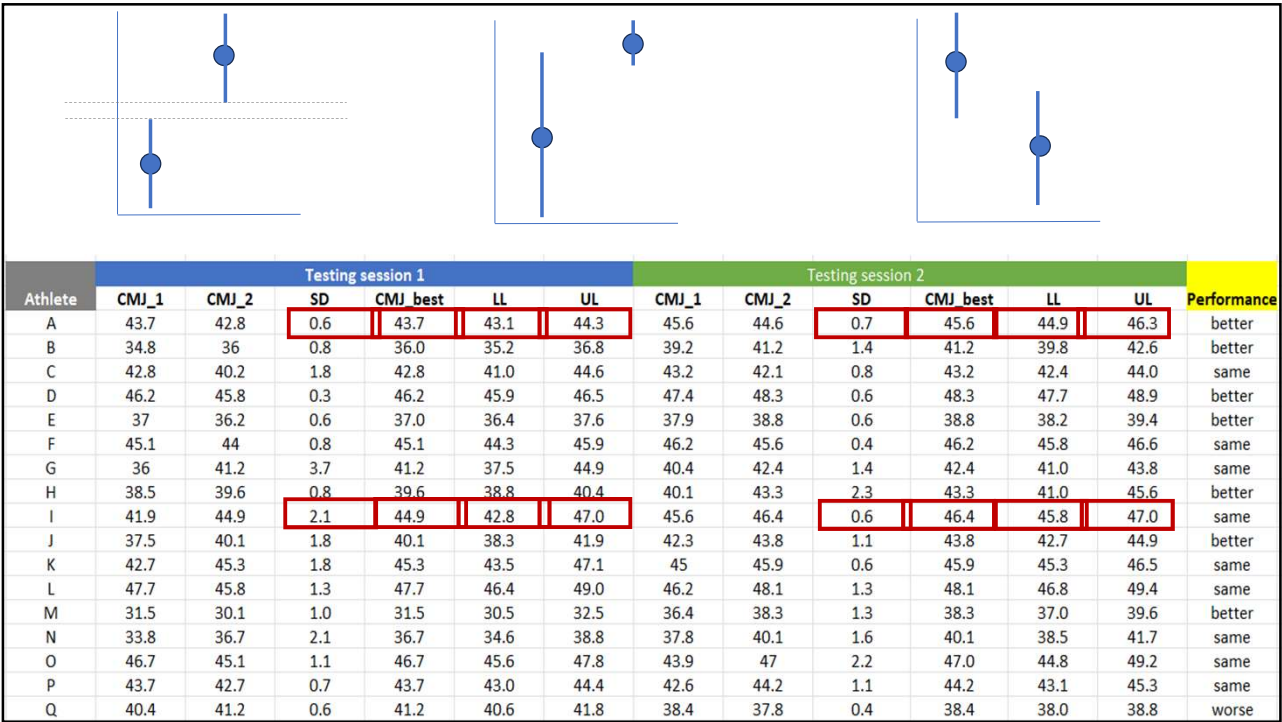 Testing session 1 Testing session 2
Athlete CMJ_1 CMJ_2 SD CMJ_best LL UL CMJ_1 CMJ_2 SD CMJ_best LL UL Performance
A 43.7 42.8 0.6 43.7 43.1 44.3 45.6 44.6 0.7 45.6 44.9 46.3 better
B 34.8 36 0.8 36.0 35.2 36.8 39.2 41.2 1.4 41.2 39.8 42.6 better
C 42.8 40.2 1.8 42.8 41.0 44.6 43.2 42.1 0.8 43.2 42.4 44.0 same
D 46.2 45.8 0.3 46.2 45.9 46.5 47.4 48.3 0.6 48.3 47.7 48.9 better
E 37 36.2 0.6 37.0 36.4 37.6 37.9 38.8 0.6 38.8 38.2 39.4 better
F 45.1 44 0.8 45.1 44.3 45.9 46.2 45.6 0.4 46.2 45.8 46.6 same
G 36 41.2 3.7 41.2 37.5 44.9 40.4 42.4 1.4 42.4 41.0 43.8 same
H 38.5 39.6 0.8 39.6 38.8 40.4 40.1 43.3 2.3 43.3 41.0 45.6 better
I 41.9 44.9 2.1 44.9 42.8 47.0 45.6 46.4 0.6 46.4 45.8 47.0 same
J 37.5 40.1 1.8 40.1 38.3 41.9 42.3 43.8 1.1 43.8 42.7 44.9 better
K 42.7 45.3 1.8 45.3 43.5 47.1 45 45.9 0.6 45.9 45.3 46.5 same
L 47.7 45.8 1.3 47.7 46.4 49.0 46.2 48.1 1.3 48.1 46.8 49.4 same
M 31.5 30.1 1.0 31.5 30.5 32.5 36.4 38.3 1.3 38.3 37.0 39.6 better
N 33.8 36.7 2.1 36.7 34.6 38.8 37.8 40.1 1.6 40.1 38.5 41.7 same
O 46.7 45.1 1.1 46.7 45.6 47.8 43.9 47 2.2 47.0 44.8 49.2 same
P 43.7 42.7 0.7 43.7 43.0 44.4 42.6 44.2 1.1 44.2 43.1 45.3 same
Q 40.4 41.2 0.6 41.2 40.6 41.8 38.4 37.8 0.4 38.4 38.0 38.8 worse